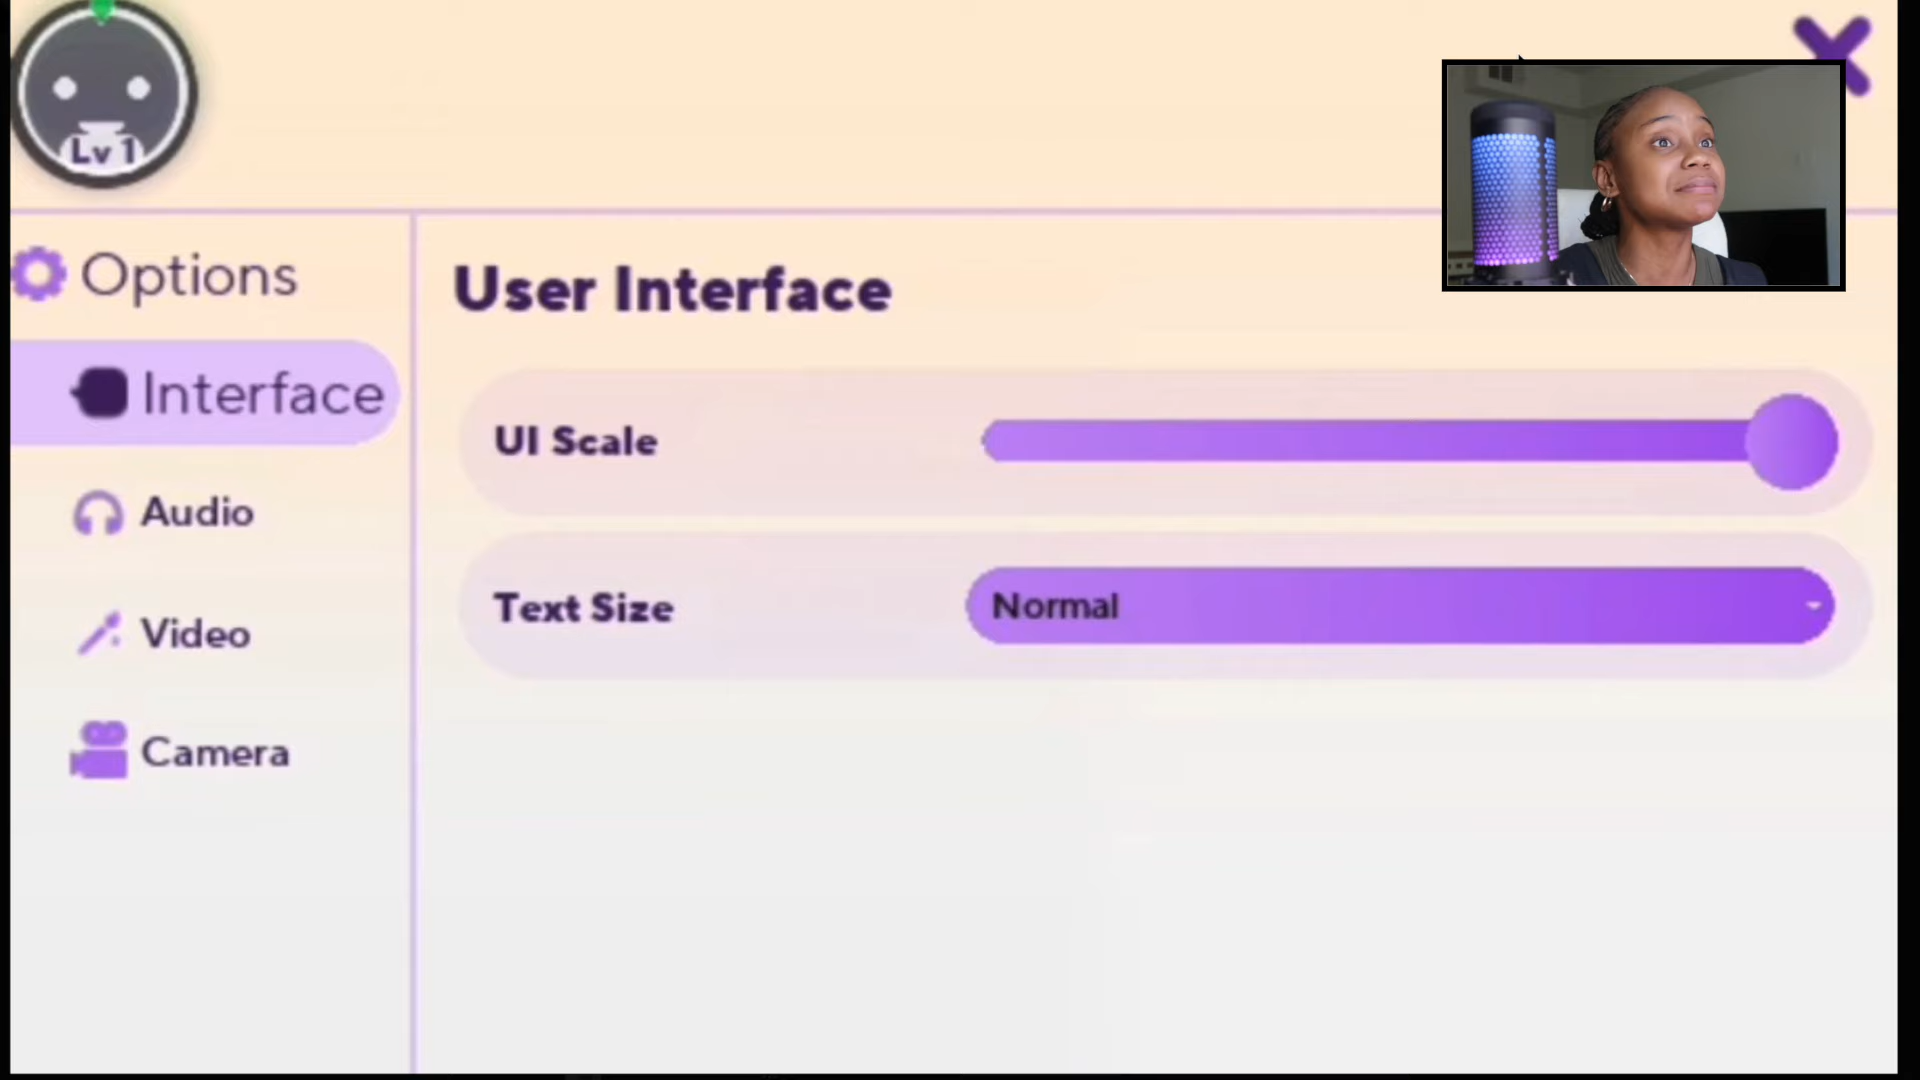 Lv 1
Options
Interface
Audio
Video
Camera
User Interface
UI Scale
Text Size
Normal